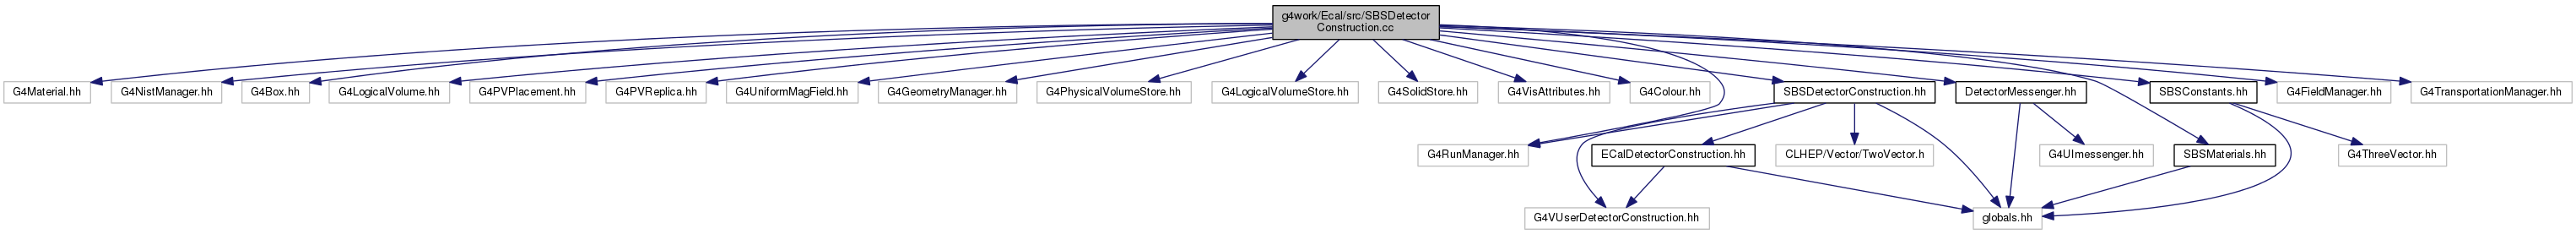 g4work/Ecal/src/SBSDetector
Construction.cc
G4Material.hh
G4NistManager.hh
G4Box.hh
G4LogicalVolume.hh
G4PVPlacement.hh
G4PVReplica.hh
G4UniformMagField.hh
G4GeometryManager.hh
G4PhysicalVolumeStore.hh
G4LogicalVolumeStore.hh
G4SolidStore.hh
G4VisAttributes.hh
G4Colour.hh
SBSDetectorConstruction.hh
DetectorMessenger.hh
SBSConstants.hh
G4FieldManager.hh
G4TransportationManager.hh
G4RunManager.hh
ECalDetectorConstruction.hh
CLHEP/Vector/TwoVector.h
G4UImessenger.hh
SBSMaterials.hh
G4ThreeVector.hh
G4VUserDetectorConstruction.hh
globals.hh